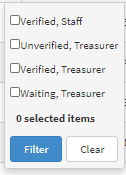 Verified, Staff
Unverified, Treasurer
Verified, Treasurer
Waiting, Treasurer
0 selected items
Filter
Clear